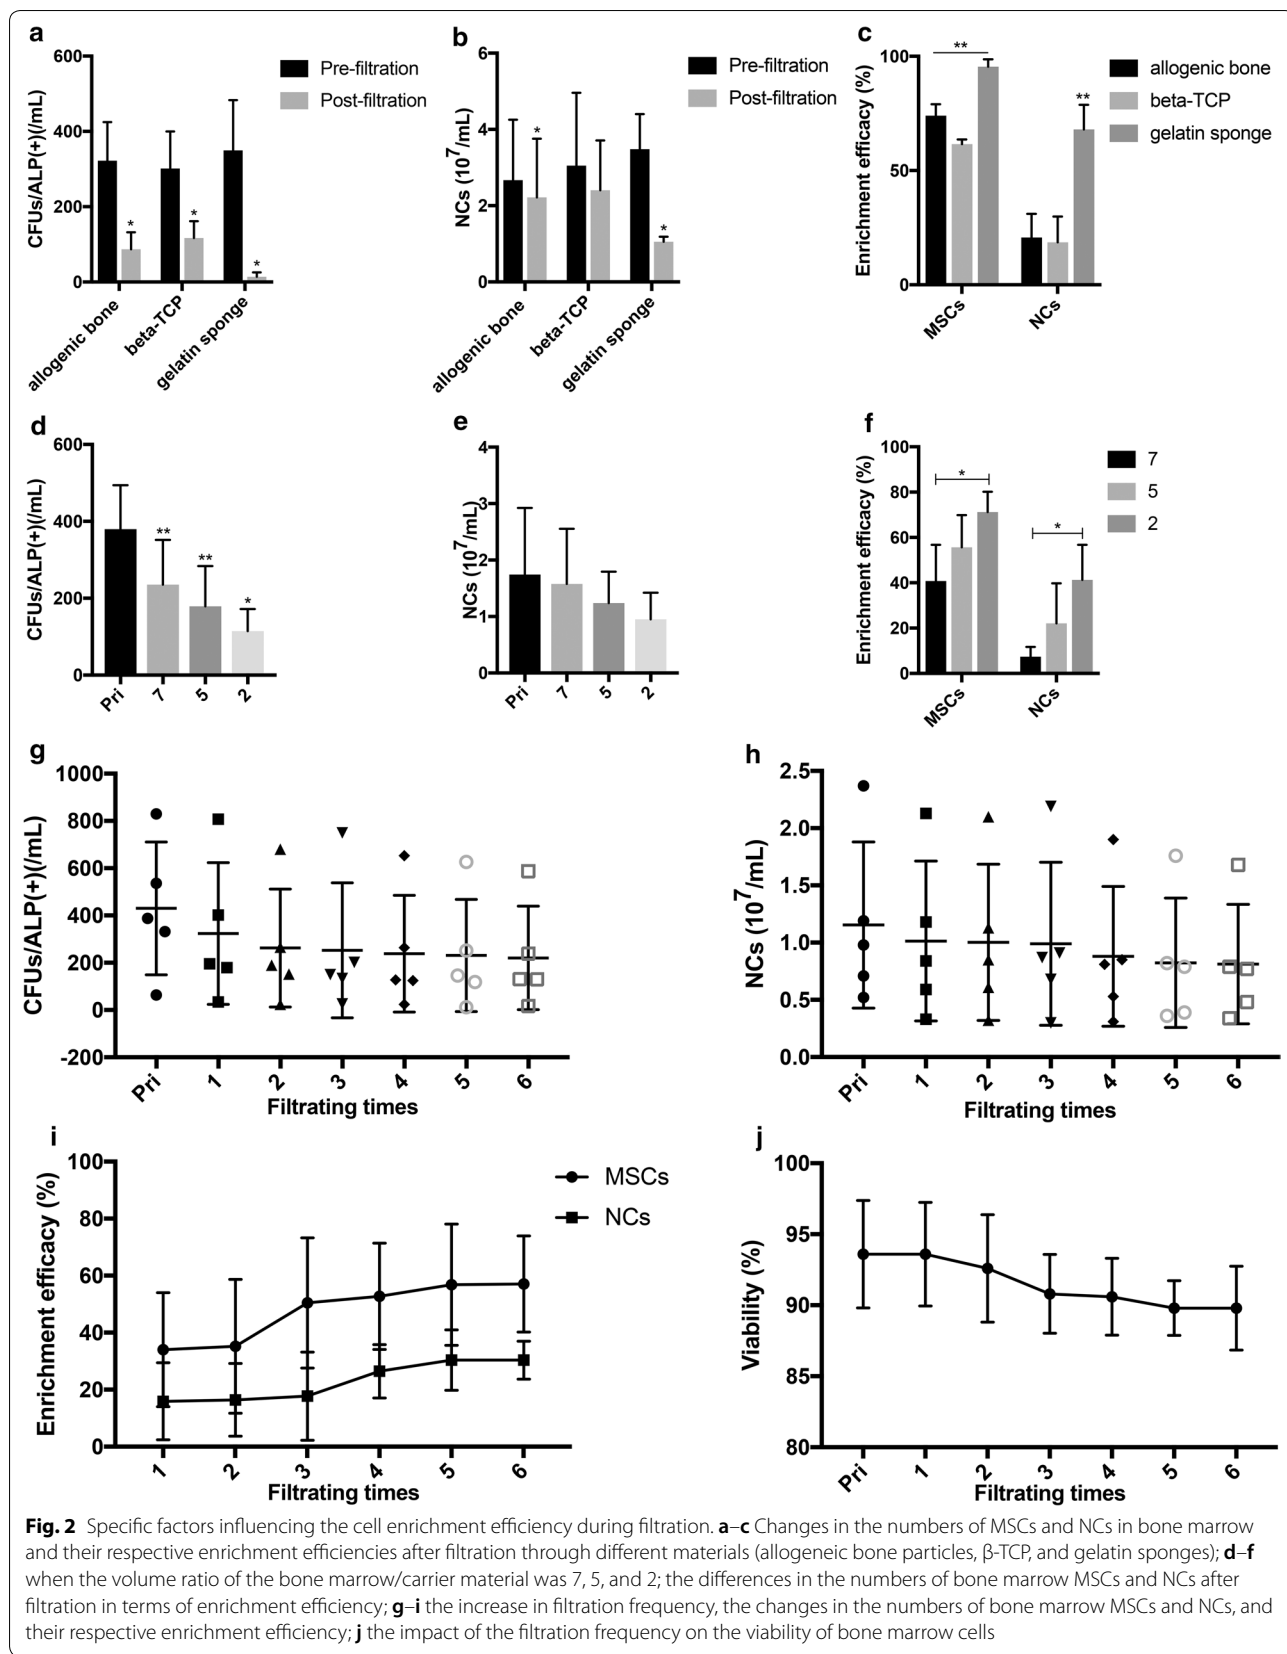 a
600
400
200
0
CFUs/ALP(+)(/mL)
Pre-filtration
Post-filtration
*
*
*
allogenic bone
beta-TCP
gelatin sponge
b
6
4
2
0
NCs (10^7/mL)
Pre-filtration
Post-filtration
*
*
allogenic bone
beta-TCP
gelatin sponge
c
100
50
0
Enrichment efficacy (%)
**
**
allogenic bone
beta-TCP
gelatin sponge
MSCs
NCs
d
600
400
200
0
CFUs/ALP(+)(/mL)
**
**
*
Pri
7
5
2
e
4
3
2
1
0
NCs (10^7/mL)
Pri
7
5
2
f
100
80
60
40
20
0
Enrichment efficacy (%)
*
*
7
5
2
MSCs
NCs
g
1000
800
600
400
200
0
-200
CFUs/ALP(+)(/mL)
Pri
1
2
3
4
5
6
Filtrating times
h
2.5
2.0
1.5
1.0
0.5
0.0
NCs (10^7/mL)
Pri
1
2
3
4
5
6
Filtrating times
i
100
80
60
40
20
0
Enrichment efficacy (%)
MSCs
NCs
1
2
3
4
5
6
Filtrating times
j
100
95
90
85
80
Viability (%)
Pri
1
2
3
4
5
6
Filtrating times
Fig. 2 Specific factors influencing the cell enrichment efficiency during filtration. a–c Changes in the numbers of MSCs and NCs in bone marrow
and their respective enrichment efficiencies after filtration through different materials (allogeneic bone particles, β-TCP, and gelatin sponges); d–f
when the volume ratio of the bone marrow/carrier material was 7, 5, and 2; the differences in the numbers of bone marrow MSCs and NCs after
filtration in terms of enrichment efficiency; g–i the increase in filtration frequency, the changes in the numbers of bone marrow MSCs and NCs, and
their respective enrichment efficiency; j the impact of the filtration frequency on the viability of bone marrow cells